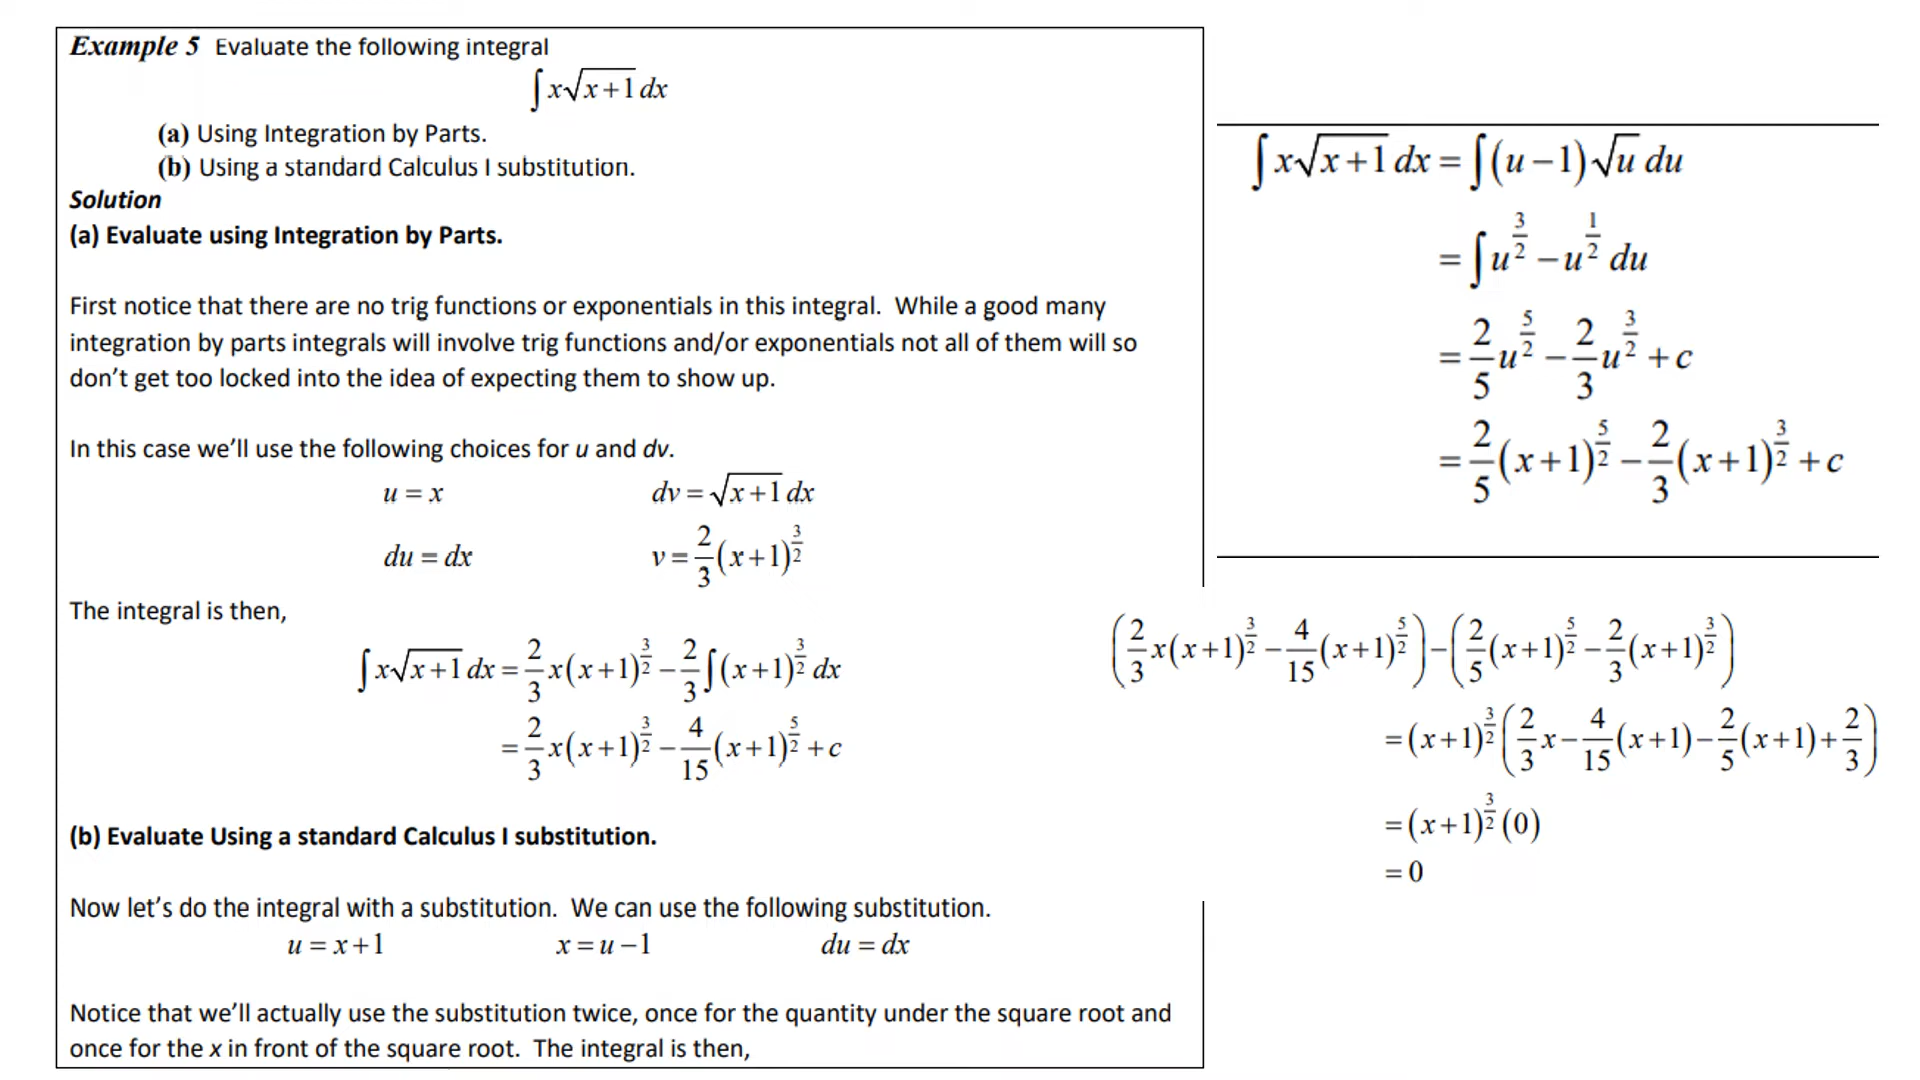 Example 5 Evaluate the following integral
∫ x√(x+1) dx
(a) Using Integration by Parts.
(b) Using a standard Calculus I substitution.
Solution
(a) Evaluate using Integration by Parts.
First notice that there are no trig functions or exponentials in this integral. While a good many
integration by parts integrals will involve trig functions and/or exponentials not all of them will so
don’t get too locked into the idea of expecting them to show up.
In this case we’ll use the following choices for u and dv.
u = x dv = √(x+1) dx
du = dx v = 2/3 (x+1)^(3/2)
The integral is then,
∫ x√(x+1) dx = 2/3 x(x+1)^(3/2) − 2/3 ∫ (x+1)^(3/2) dx
= 2/3 x(x+1)^(3/2) − 4/15 (x+1)^(5/2) + c
(b) Evaluate Using a standard Calculus I substitution.
Now let’s do the integral with a substitution. We can use the following substitution.
u = x+1 x = u−1 du = dx
Notice that we’ll actually use the substitution twice, once for the quantity under the square root and
once for the x in front of the square root. The integral is then,
∫ x√(x+1) dx = ∫ (u−1)√u du
= ∫ u^(3/2) − u^(1/2) du
= 2/5 u^(5/2) − 2/3 u^(3/2) + c
= 2/5 (x+1)^(5/2) − 2/3 (x+1)^(3/2) + c
(2/3 x(x+1)^(3/2) − 4/15 (x+1)^(5/2)) − (2/5 (x+1)^(5/2) − 2/3 (x+1)^(3/2))
= (x+1)^(3/2) (2/3 x − 4/15 (x+1) − 2/5 (x+1) + 2/3)
= (x+1)^(3/2) (0)
= 0